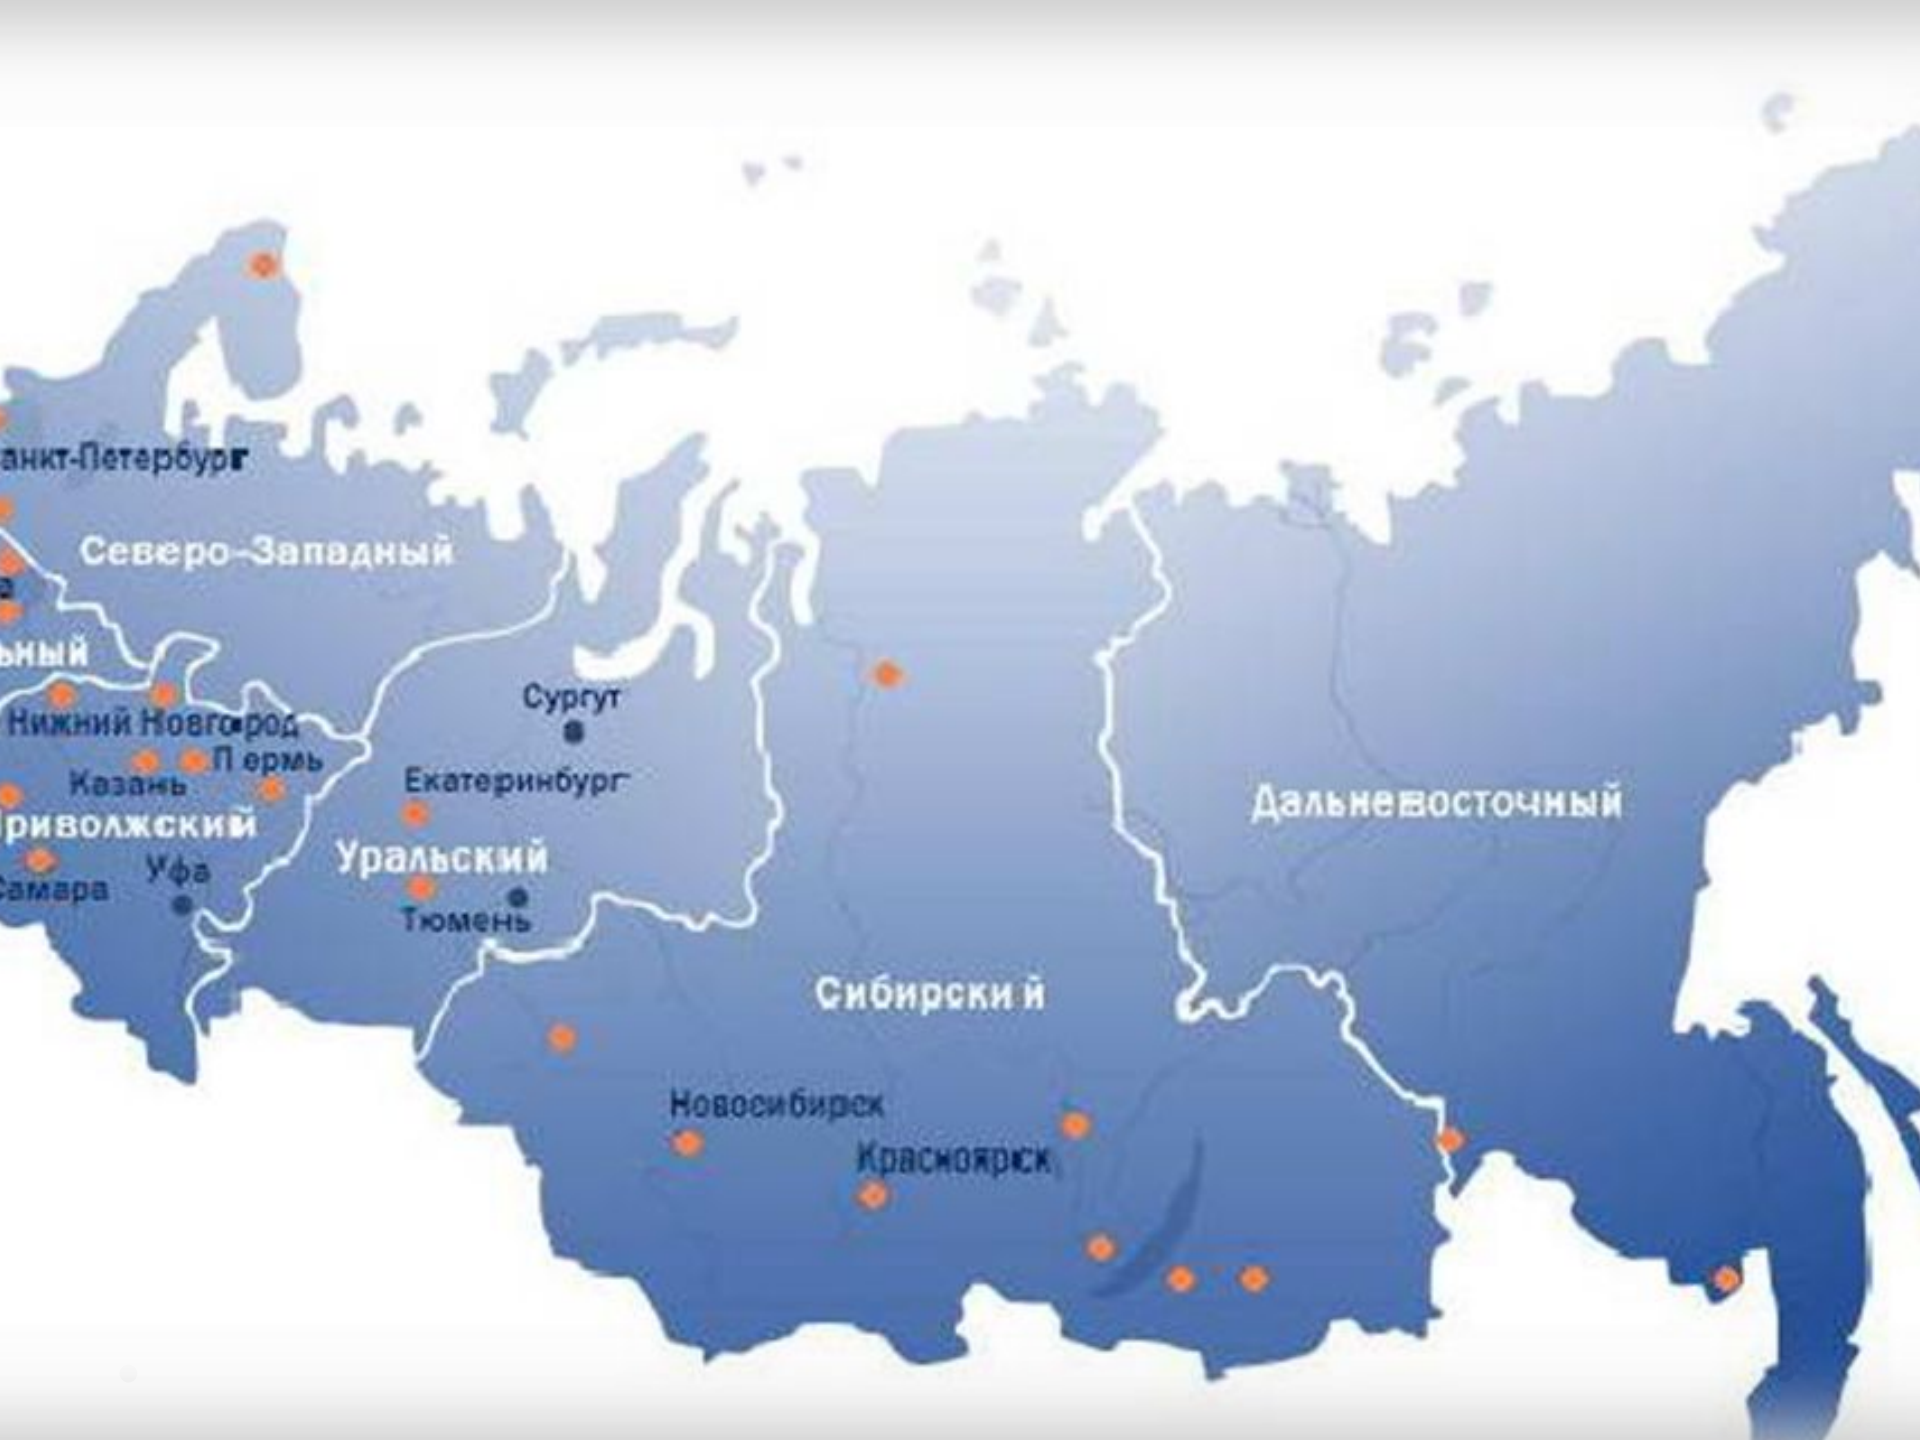 анкт-Петербург
Северо-Западный
а
ьный
Сургут
Нижний Новгород
Пермь
Казань
Екатеринбург
риволжский
Дальневосточный
Уральский
Уфа
Самара
Тюмень
Сибирский
Новосибирск
Красноярск